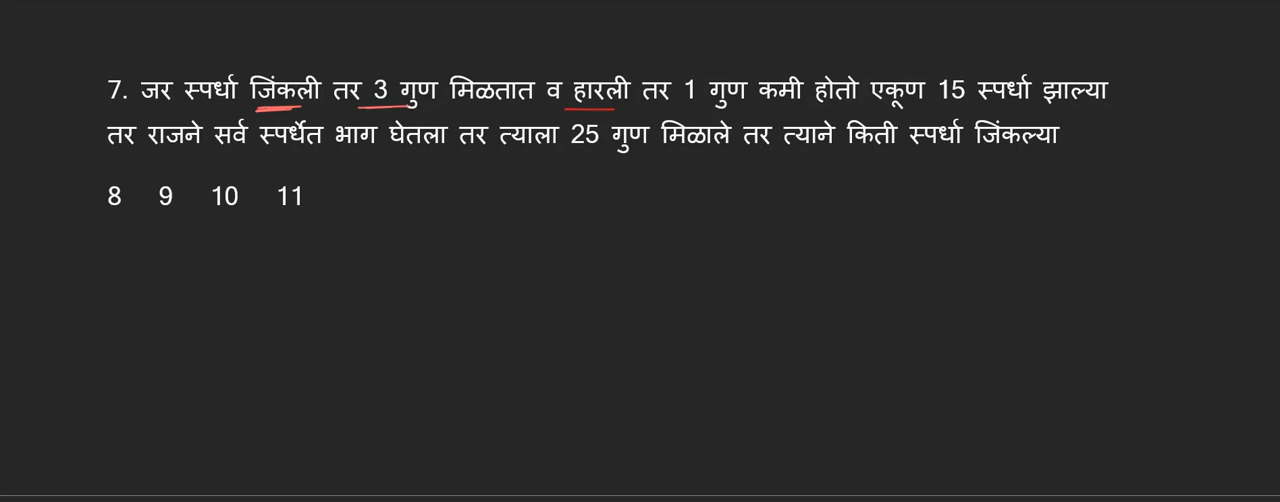 7. जर स्पर्धा जिंकली तर 3 गुण मिळतात व हारली तर 1 गुण कमी होतो एकूण 15 स्पर्धा झाल्या
तर राजने सर्व स्पर्धेत भाग घेतला तर त्याला 25 गुण मिळाले तर त्याने किती स्पर्धा जिंकल्या
8 9 10 11